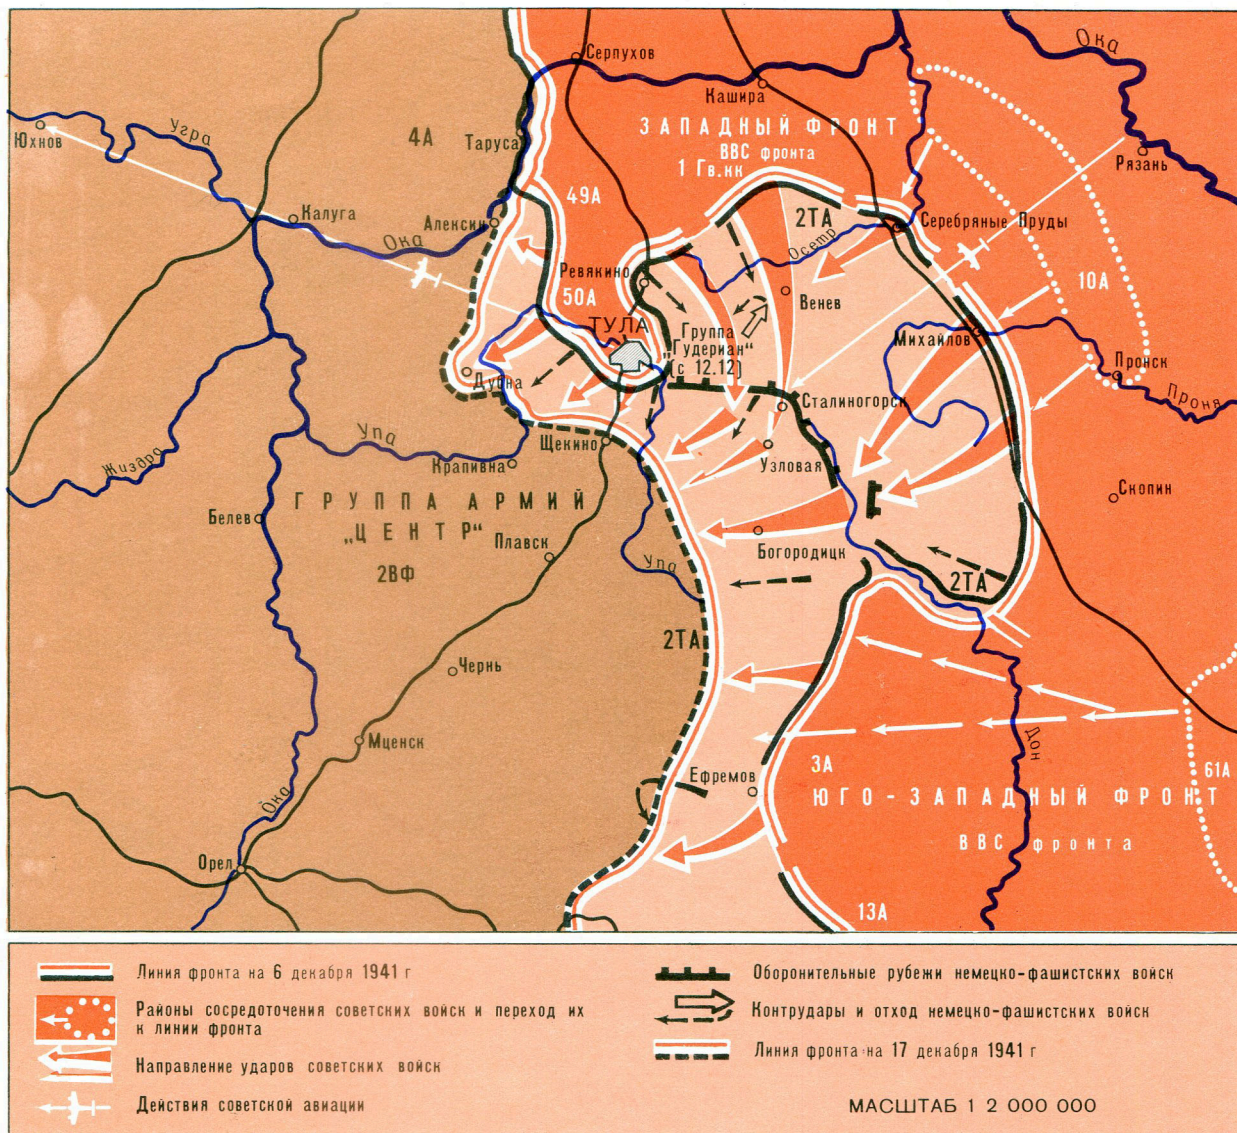 Серпухов
Ока
Кашира
Юхнов
Угра
4А
Таруса
ЗАПАДНЫЙ ФРОНТ
ВВС фронта
1 Гв.кк
Рязань
49А
Калуга
Алексин
Ока
2ТА
Серебряные Пруды
Осетр
Ревякино
50А
Венев
10А
ТУЛА
Группа
„Гудериан“
(с 12.12)
Михайлов
Пронск
Проня
Дубна
Сталиногорск
Щекино
Упа
Жиздра
Крапивна
Узловая
Скопин
ГРУППА АРМИЙ
„ЦЕНТР“
Белев
Плавск
Богородицк
2ВФ
Упа
2ТА
2ТА
Чернь
Мценск
Дон
Ефремов
3А
61А
Ока
ЮГО-ЗАПАДНЫЙ ФРОНТ
ВВС фронта
Орел
13А
Линия фронта на 6 декабря 1941 г
Районы сосредоточения советских войск и переход их
к линии фронта
Направление ударов советских войск
Действия советской авиации
Оборонительные рубежи немецко-фашистских войск
Контрудары и отход немецко-фашистских войск
Линия фронта на 17 декабря 1941 г
МАСШТАБ 1 2 000 000